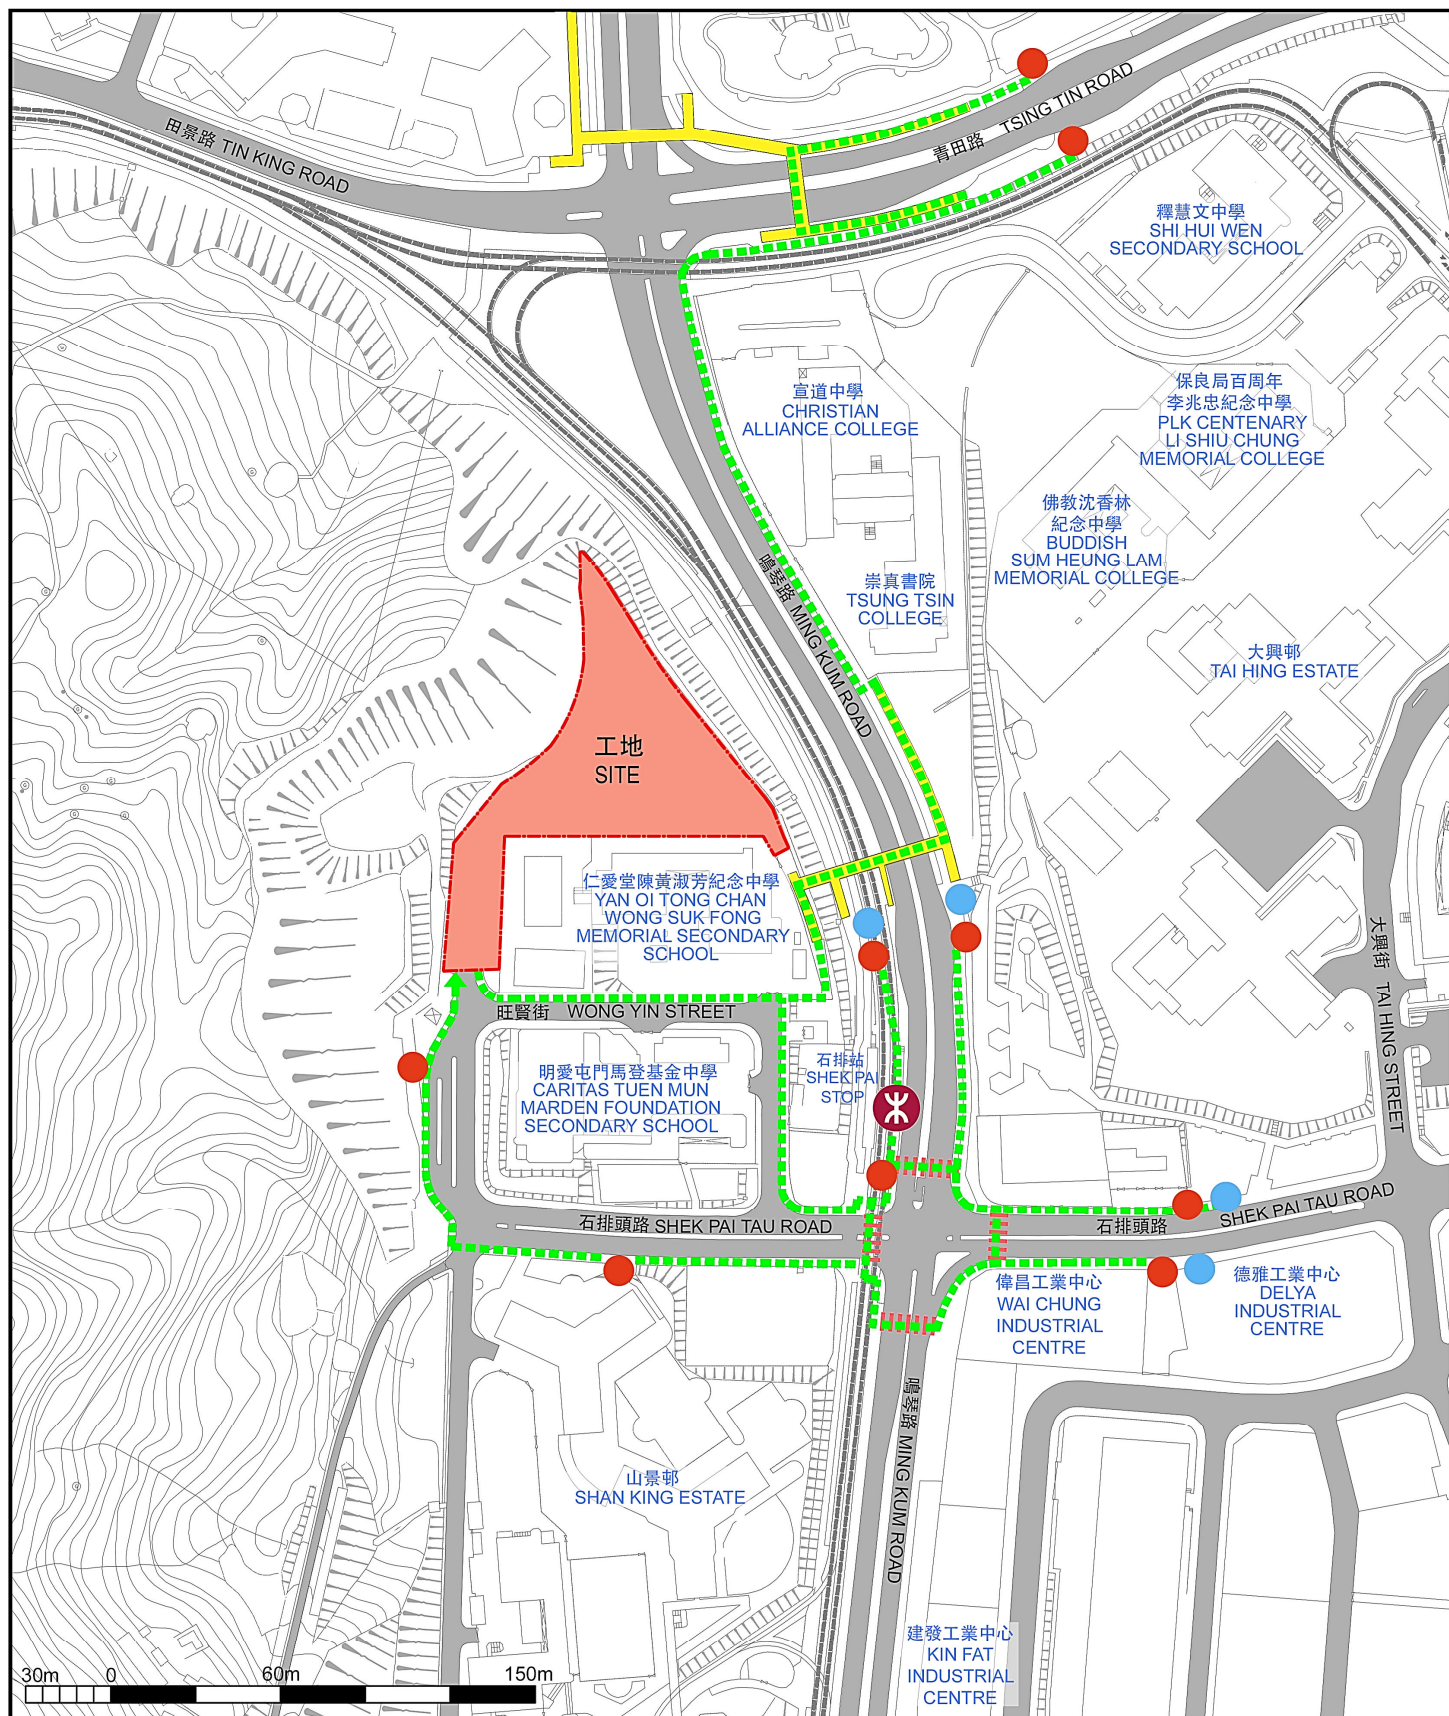 田景路 TIN KING ROAD
青田路 TSING TIN ROAD
釋慧文中學
SHI HUI WEN
SECONDARY SCHOOL
宣道中學
CHRISTIAN
ALLIANCE COLLEGE
保良局百周年
李兆忠紀念中學
PLK CENTENARY
LI SHIU CHUNG
MEMORIAL COLLEGE
佛教沈香林
紀念中學
BUDDISH
SUM HEUNG LAM
MEMORIAL COLLEGE
崇真書院
TSUNG TSIN
COLLEGE
鳴琴路 MING KUM ROAD
大興邨
TAI HING ESTATE
工地
SITE
仁愛堂陳黃淑芳紀念中學
YAN OI TONG CHAN
WONG SUK FONG
MEMORIAL SECONDARY
SCHOOL
大興街 TAI HING STREET
旺賢街 WONG YIN STREET
明愛屯門馬登基金中學
CARITAS TUEN MUN
MARDEN FOUNDATION
SECONDARY SCHOOL
石排站
SHEK PAI
STOP
石排頭路 SHEK PAI TAU ROAD
石排頭路 SHEK PAI TAU ROAD
偉昌工業中心
WAI CHUNG
INDUSTRIAL
CENTRE
德雅工業中心
DELYA
INDUSTRIAL
CENTRE
鳴琴路 MING KUM ROAD
山景邨
SHAN KING ESTATE
建發工業中心
KIN FAT
INDUSTRIAL
CENTRE
30m 0 60m 150m